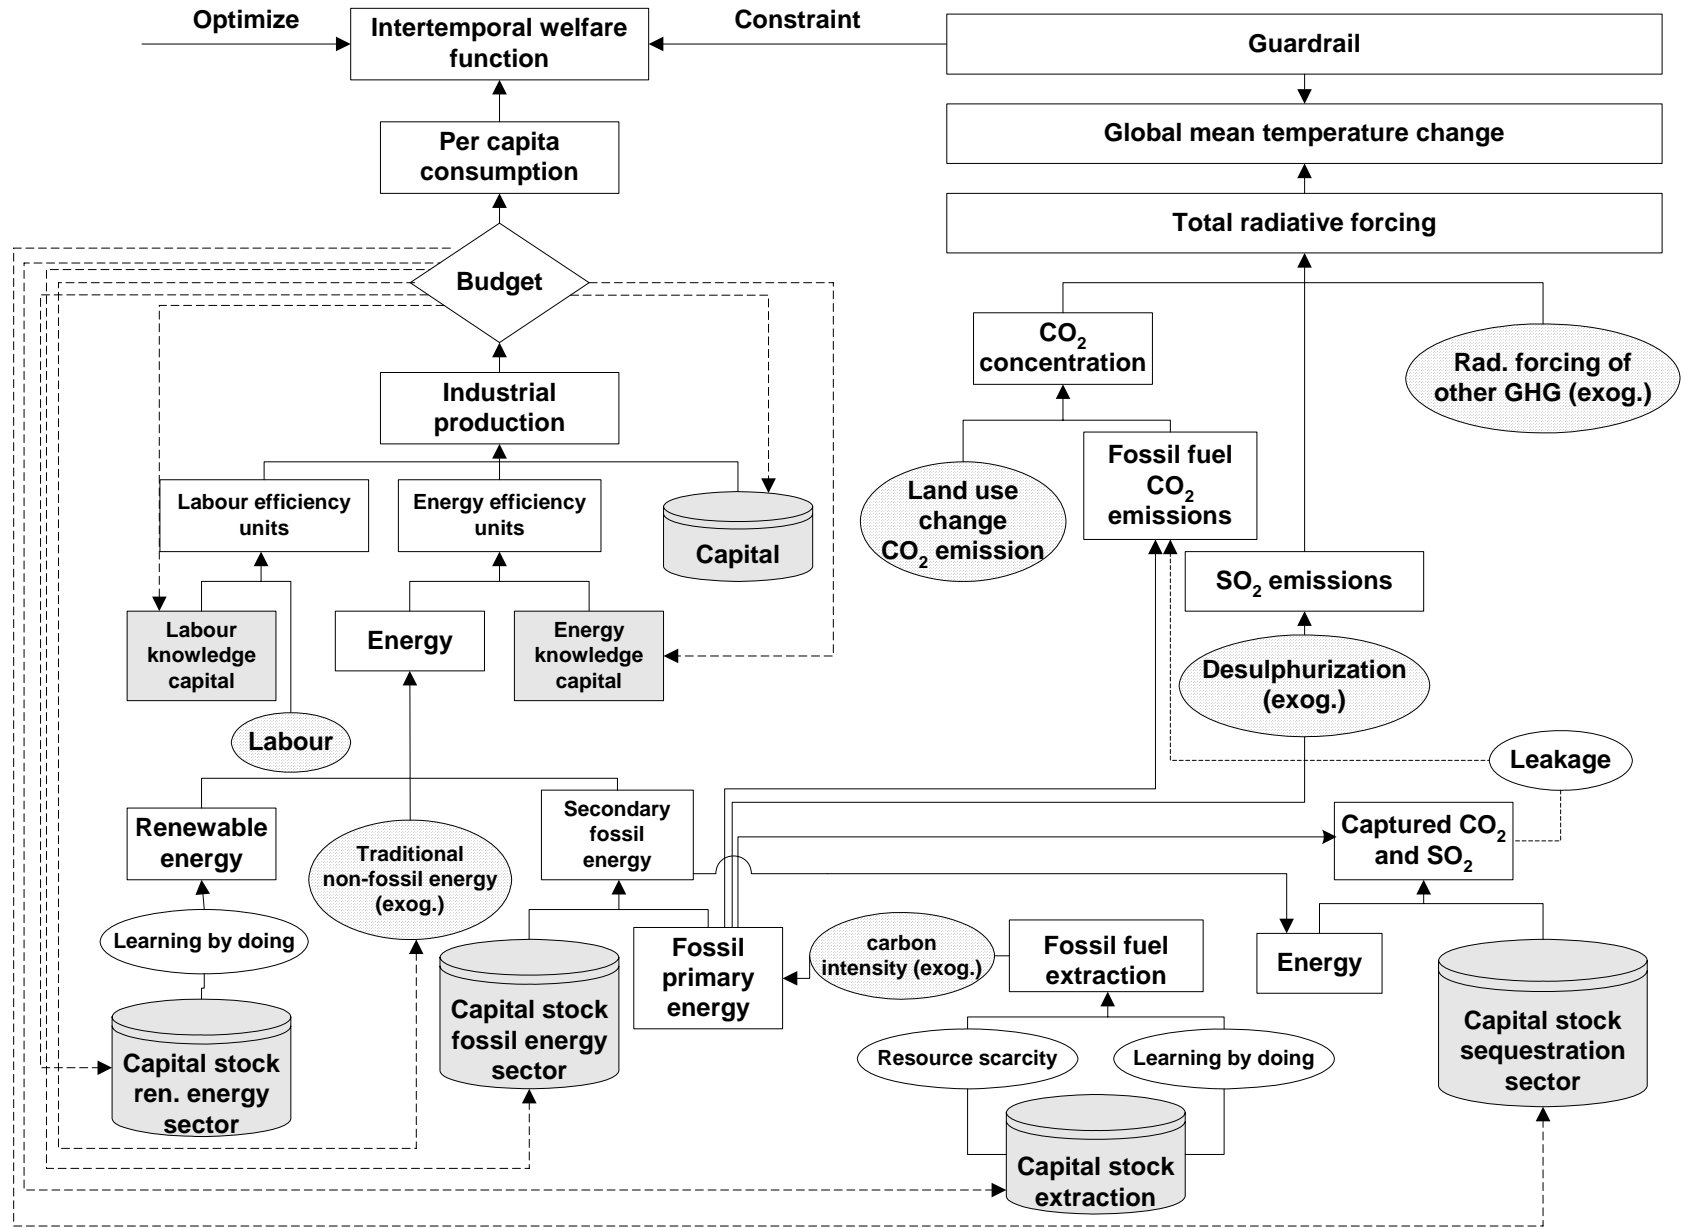 Optimize
Intertemporal welfare
function
Constraint
Guardrail
Global mean temperature change
Per capita
consumption
Total radiative forcing
Budget
CO₂
concentration
Rad. forcing of
other GHG (exog.)
Industrial
production
Labour efficiency
units
Energy efficiency
units
Capital
Land use
change
CO₂ emission
Fossil fuel
CO₂
emissions
SO₂ emissions
Labour
knowledge
capital
Energy
Energy
knowledge
capital
Desulphurization
(exog.)
Labour
Leakage
Renewable
energy
Traditional
non-fossil energy
(exog.)
Secondary
fossil
energy
Captured CO₂
and SO₂
Learning by doing
Fossil
primary
energy
carbon
intensity (exog.)
Fossil fuel
extraction
Energy
Capital stock
ren. energy
sector
Capital stock
fossil energy
sector
Resource scarcity
Learning by doing
Capital stock
sequestration
sector
Capital stock
extraction